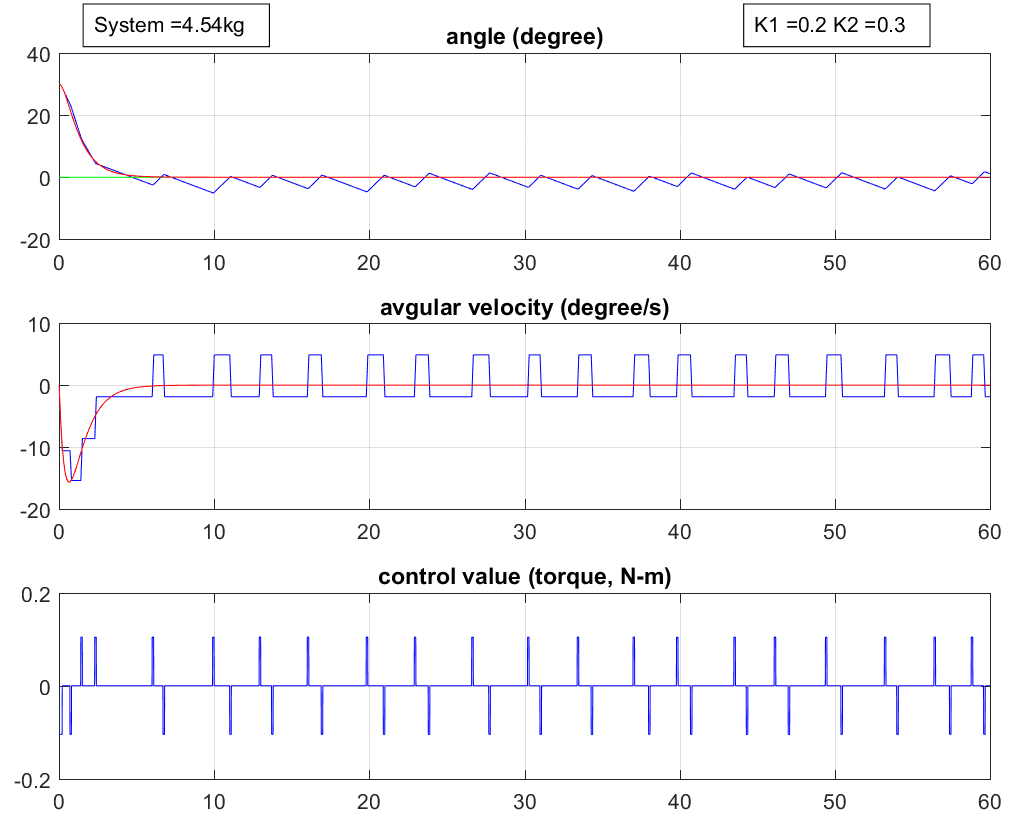 System =4.54kg
K1 =0.2 K2 =0.3
angle (degree)
40
20
0
-20
0 10 20 30 40 50 60
avgular velocity (degree/s)
10
0
-10
-20
0 10 20 30 40 50 60
control value (torque, N-m)
0.2
0
-0.2
0 10 20 30 40 50 60